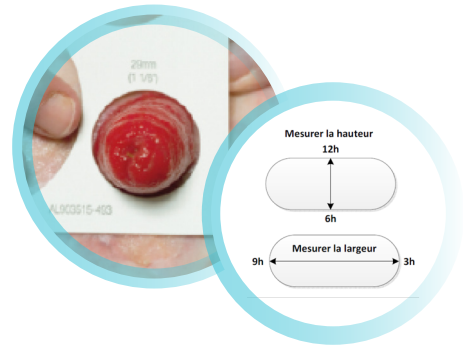 29mm
(1 1/8")
Mesurer la hauteur
12h
6h
Mesurer la largeur
9h
3h